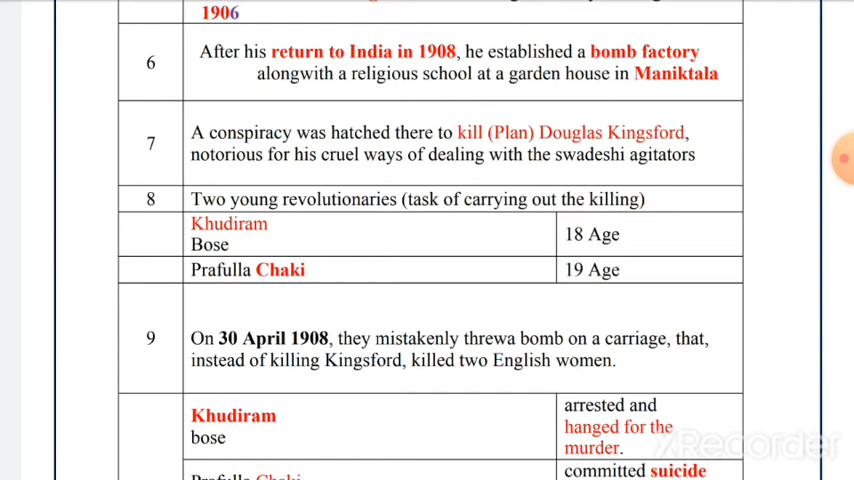 1906
6
After his return to India in 1908, he established a bomb factory
alongwith a religious school at a garden house in Maniktala
7
A conspiracy was hatched there to kill (Plan) Douglas Kingsford,
notorious for his cruel ways of dealing with the swadeshi agitators
8
Two young revolutionaries (task of carrying out the killing)
Khudiram
Bose
18 Age
Prafulla Chaki
19 Age
9
On 30 April 1908, they mistakenly threwa bomb on a carriage, that,
instead of killing Kingsford, killed two English women.
Khudiram
bose
arrested and
hanged for the
murder.
Prafulla Chaki
committed suicide
XRecorder